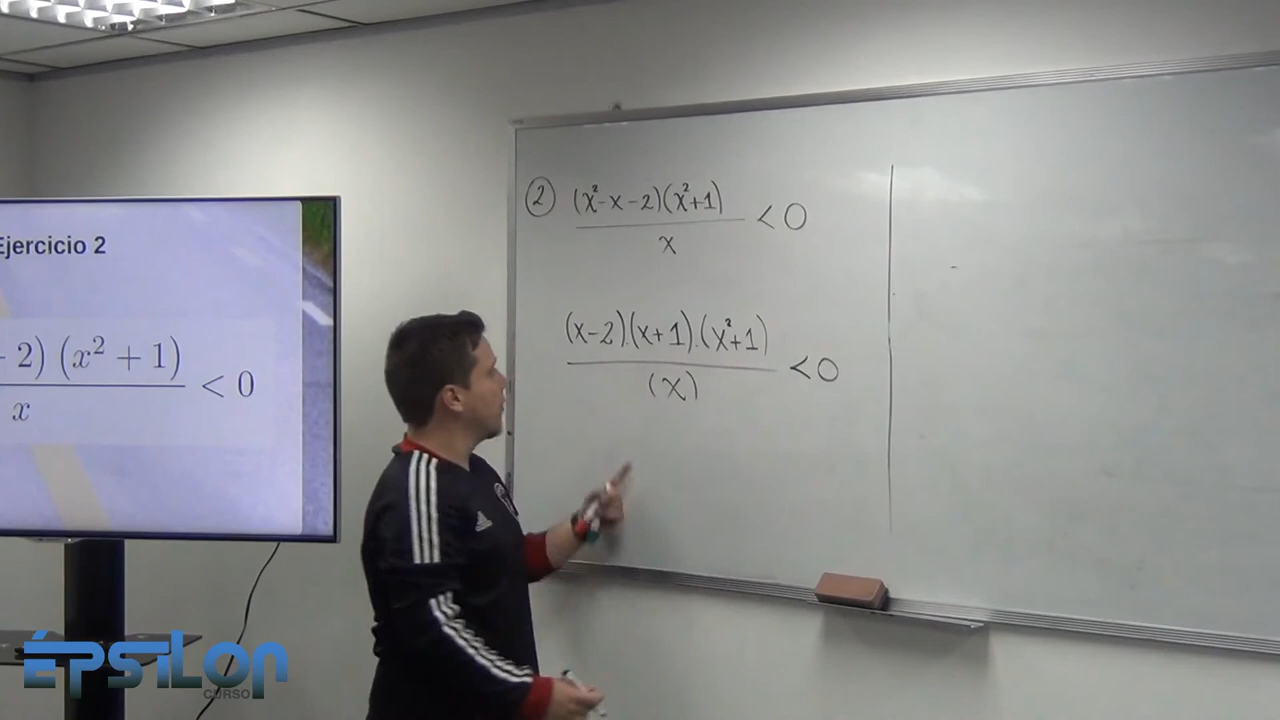 Ejercicio 2
2) (x² + 1)
< 0
x
② (x²-x-2)(x²+1)
< 0
x
(x-2).(x+1).(x²+1)
< 0
(x)
ÉPSILON
CURSO